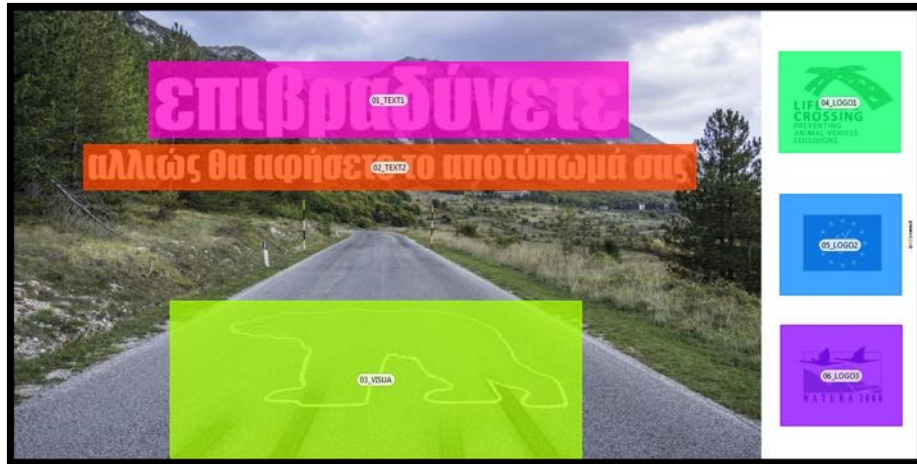 επιβραδύνετε
αλλιώς θα αφήσετε το αποτύπωμά σας
01_TEXT1
02_TEXT2
03_VISUA
LIFE
CROSSING
PREVENTING
ANIMAL-VEHICLE
COLLISIONS
04_LOGO1
05_LOGO2
06_LOGO3
NATURA 2000